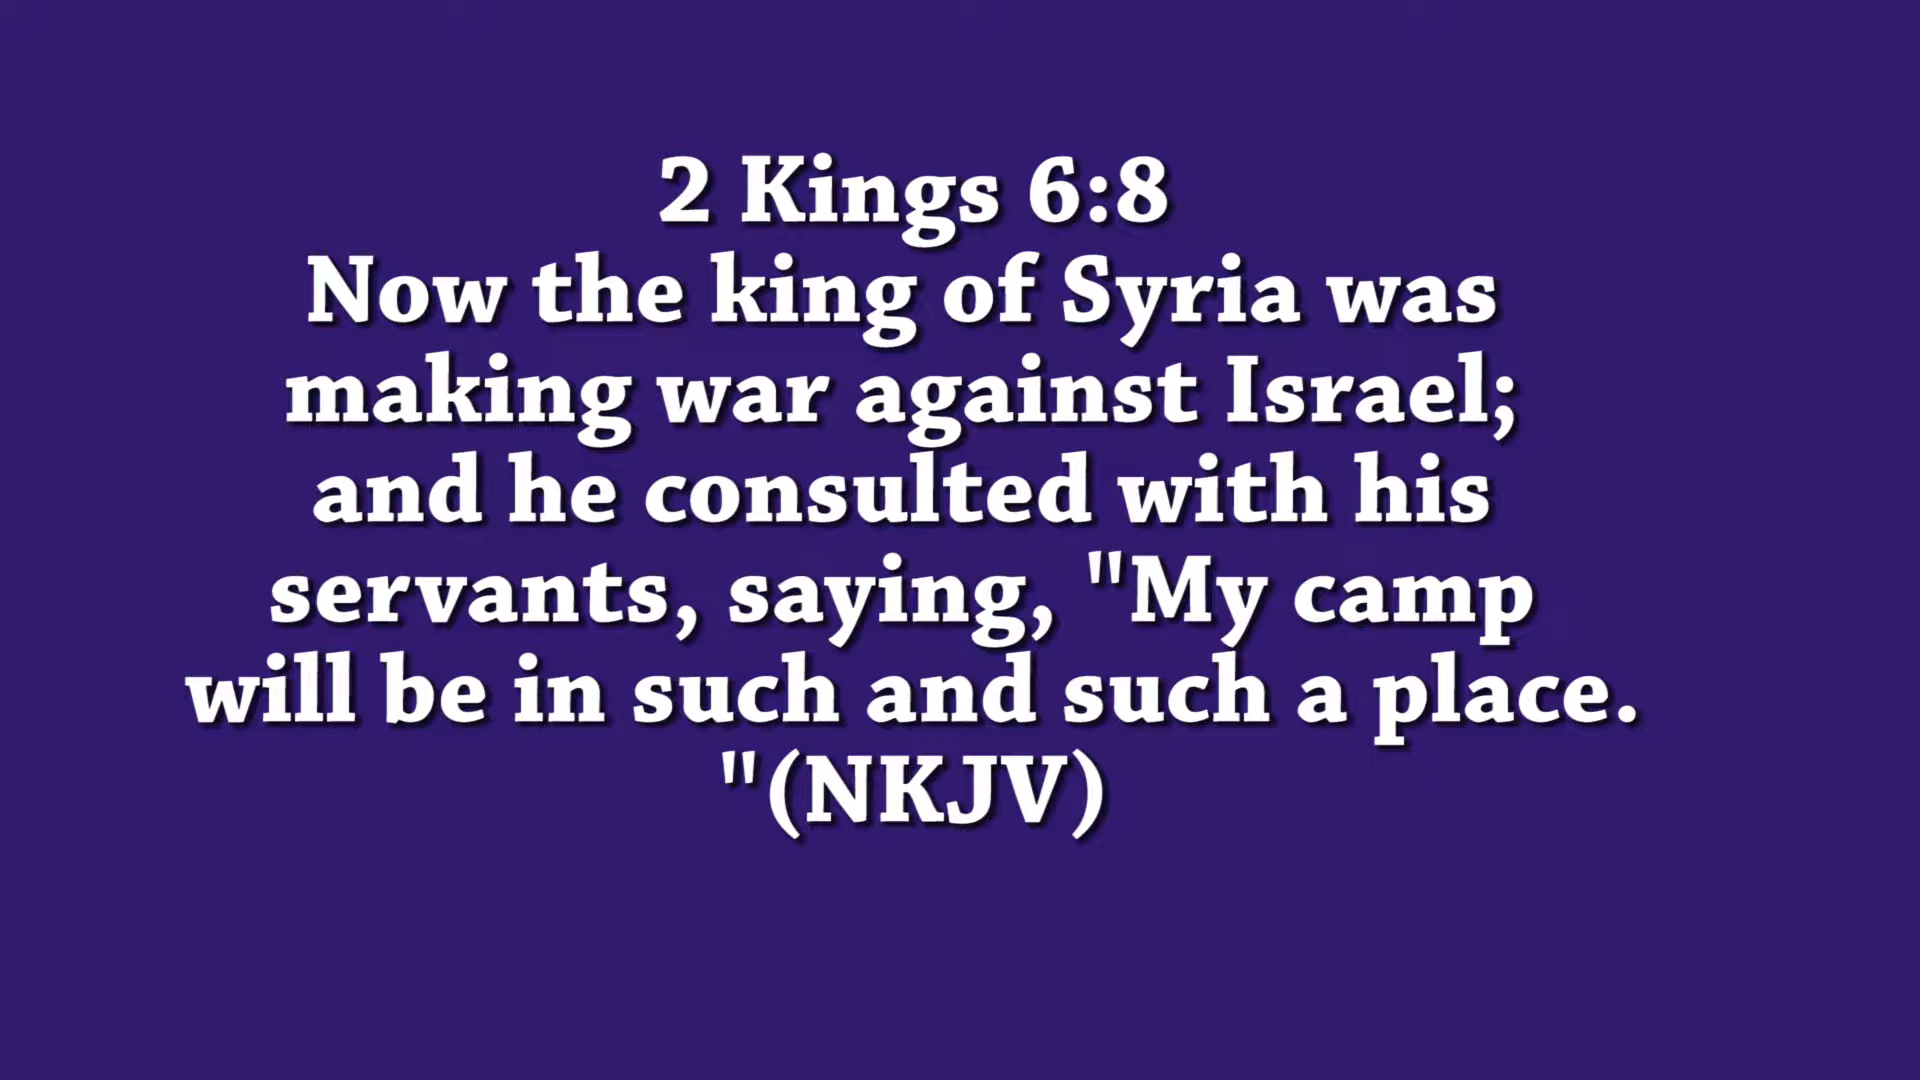 2 Kings 6:8
Now the king of Syria was
making war against Israel;
and he consulted with his
servants, saying, "My camp
will be in such and such a place.
"(NKJV)